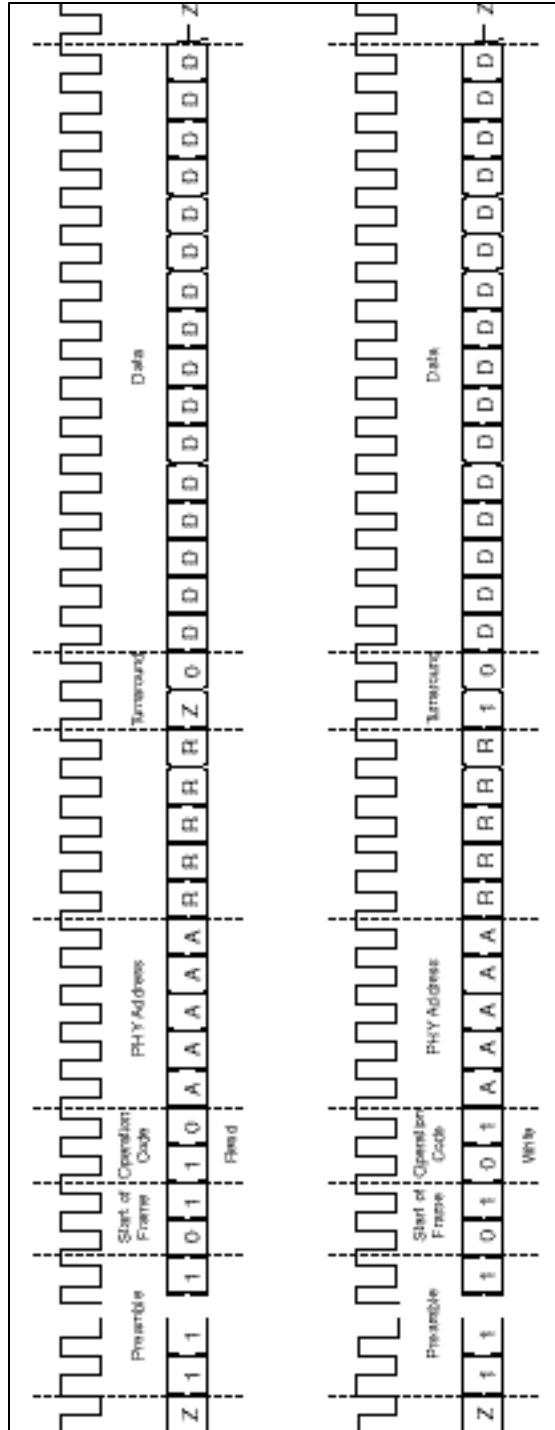 Preamble
Start of
Frame
Operation
Code
PHY Address
Turnaround
Data
Z 1 1 1 0 1 1 0 A A A A A R R R R R Z 0 D D D D D D D D D D D D D D D D Z
Read
Preamble
Start of
Frame
Operation
Code
PHY Address
Turnaround
Data
Z 1 1 1 0 1 0 1 A A A A A R R R R R 1 0 D D D D D D D D D D D D D D D D Z
Write